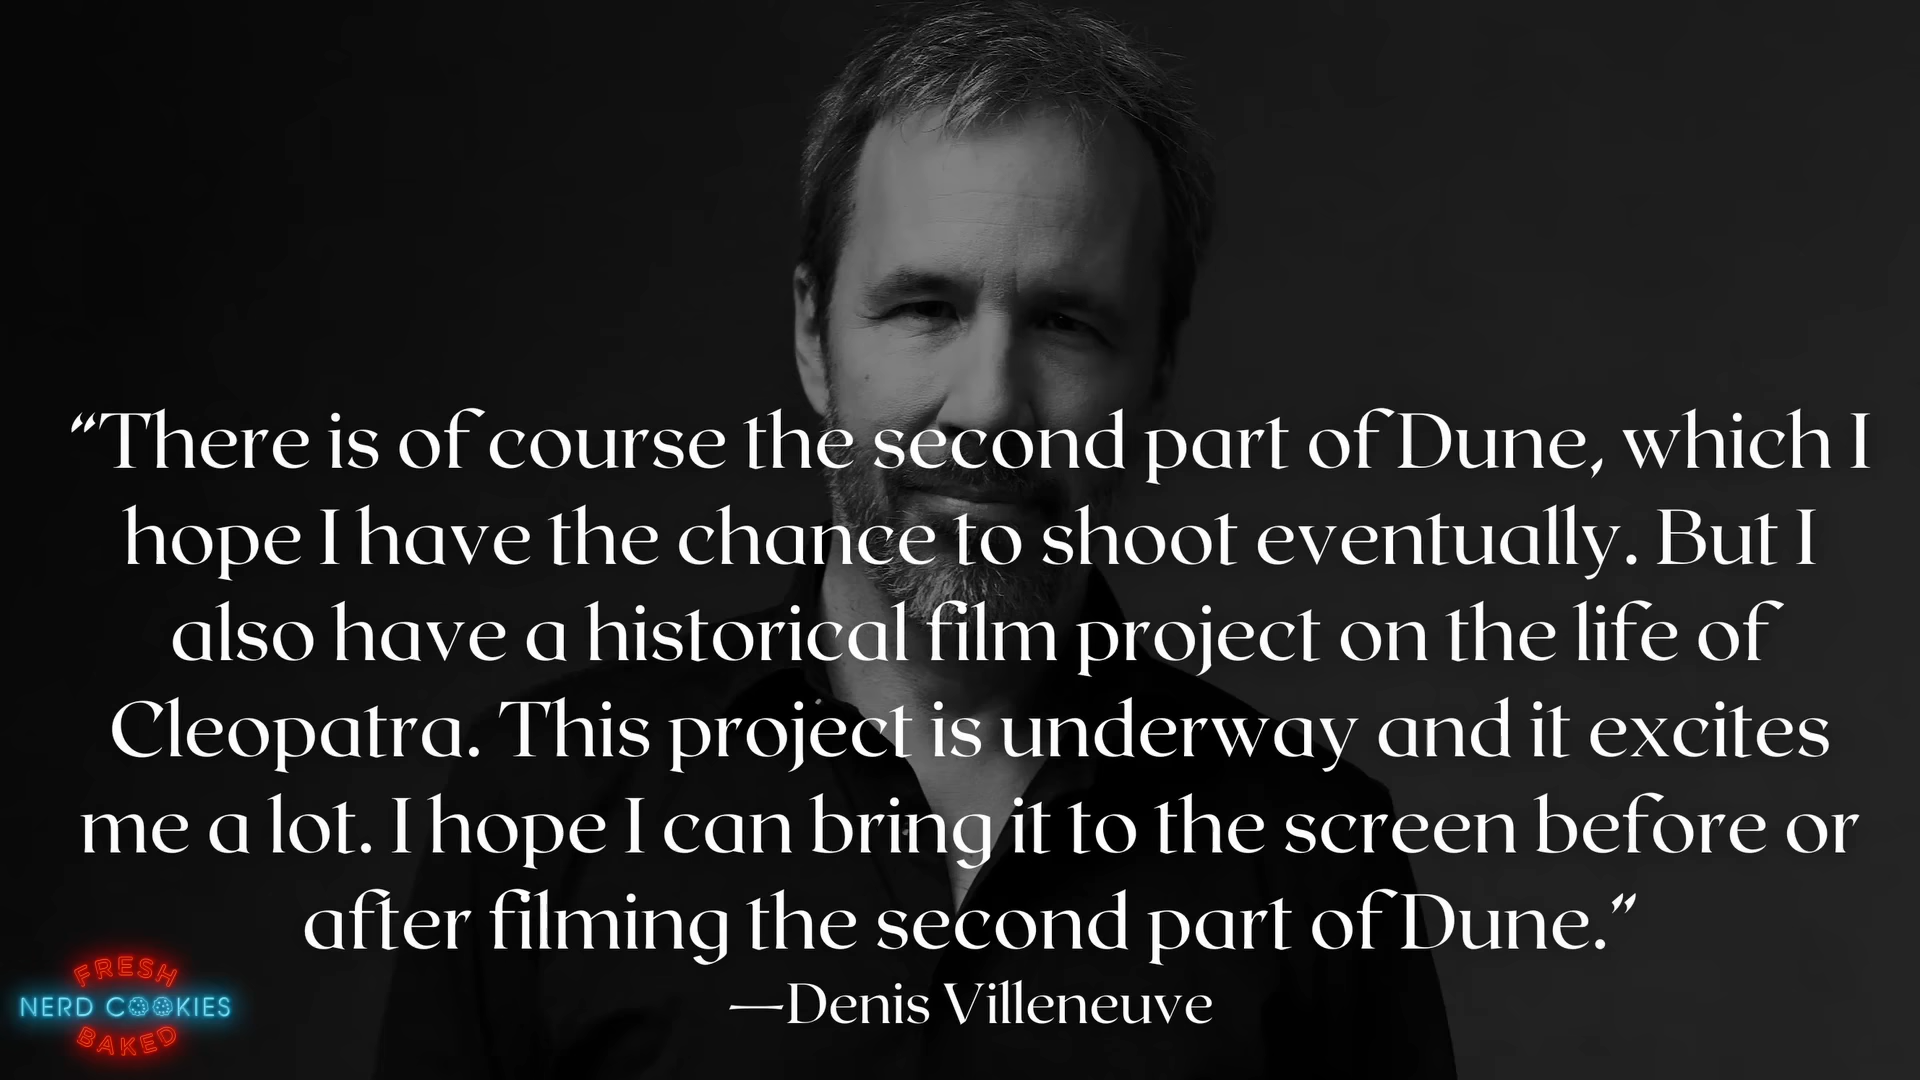 “There is of course the second part of Dune, which I
hope I have the chance to shoot eventually. But I
also have a historical film project on the life of
Cleopatra. This project is underway and it excites
me a lot. I hope I can bring it to the screen before or
after filming the second part of Dune.”
—Denis Villeneuve
FRESH
NERD COOKIES
BAKED